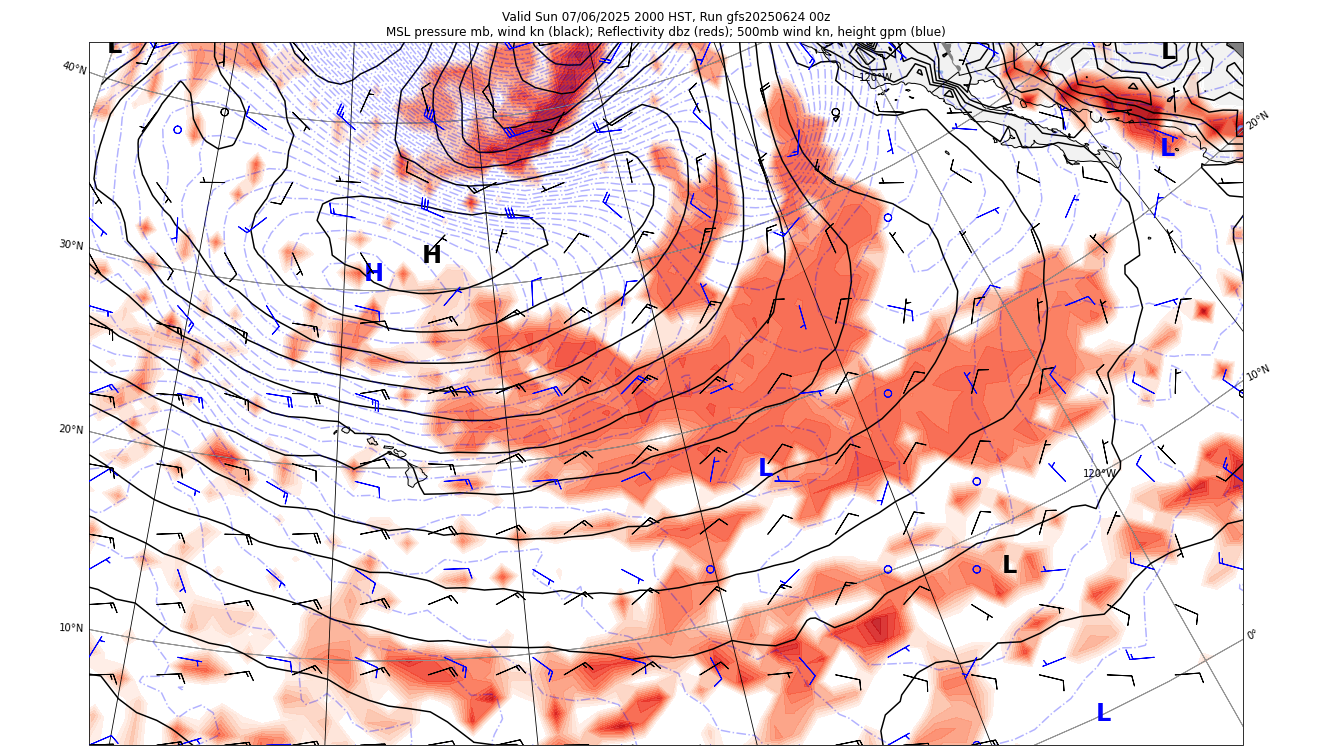 Valid Sun 07/06/2025 2000 HST, Run gfs20250624 00z
MSL pressure mb, wind kn (black); Reflectivity dbz (reds); 500mb wind kn, height gpm (blue)
L
L
40°N
120°W
20°N
L
30°N
H
H
10°N
20°N
L
120°W
L
10°N
0°
L